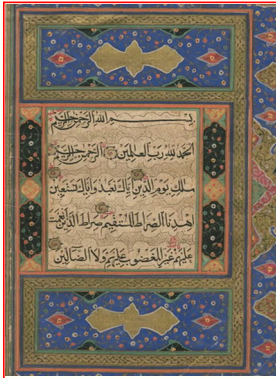 بسم الله الرحمن الرحيم
الحمد لله رب العالمين الرحمن الرحيم
ملك يوم الدين اياك نعبد واياك نستعين
اهدنا الصراط المستقيم صراط الذين انعمت
عليهم غير المغضوب عليهم ولا الضالين